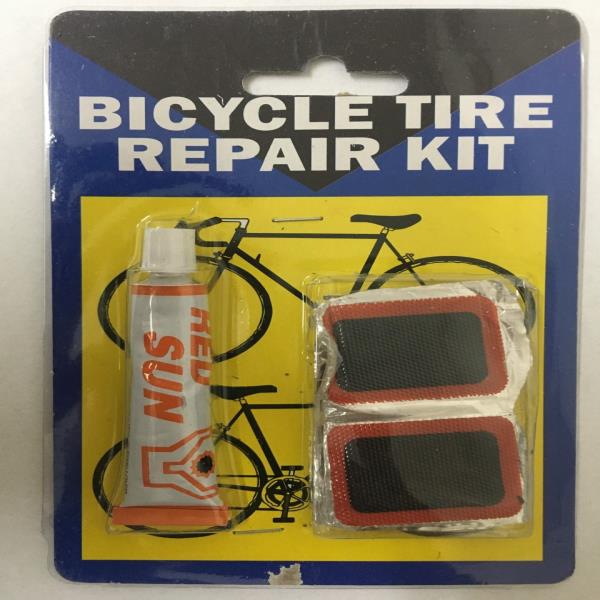 BICYCLE TIRE
REPAIR KIT
RED
SUN